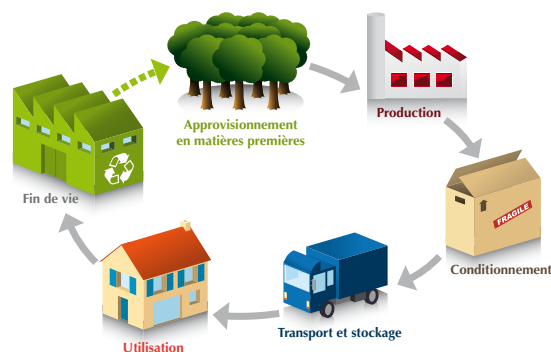 Approvisionnement
en matières premières
Production
FRAGILE
Conditionnement
Transport et stockage
Utilisation
Fin de vie